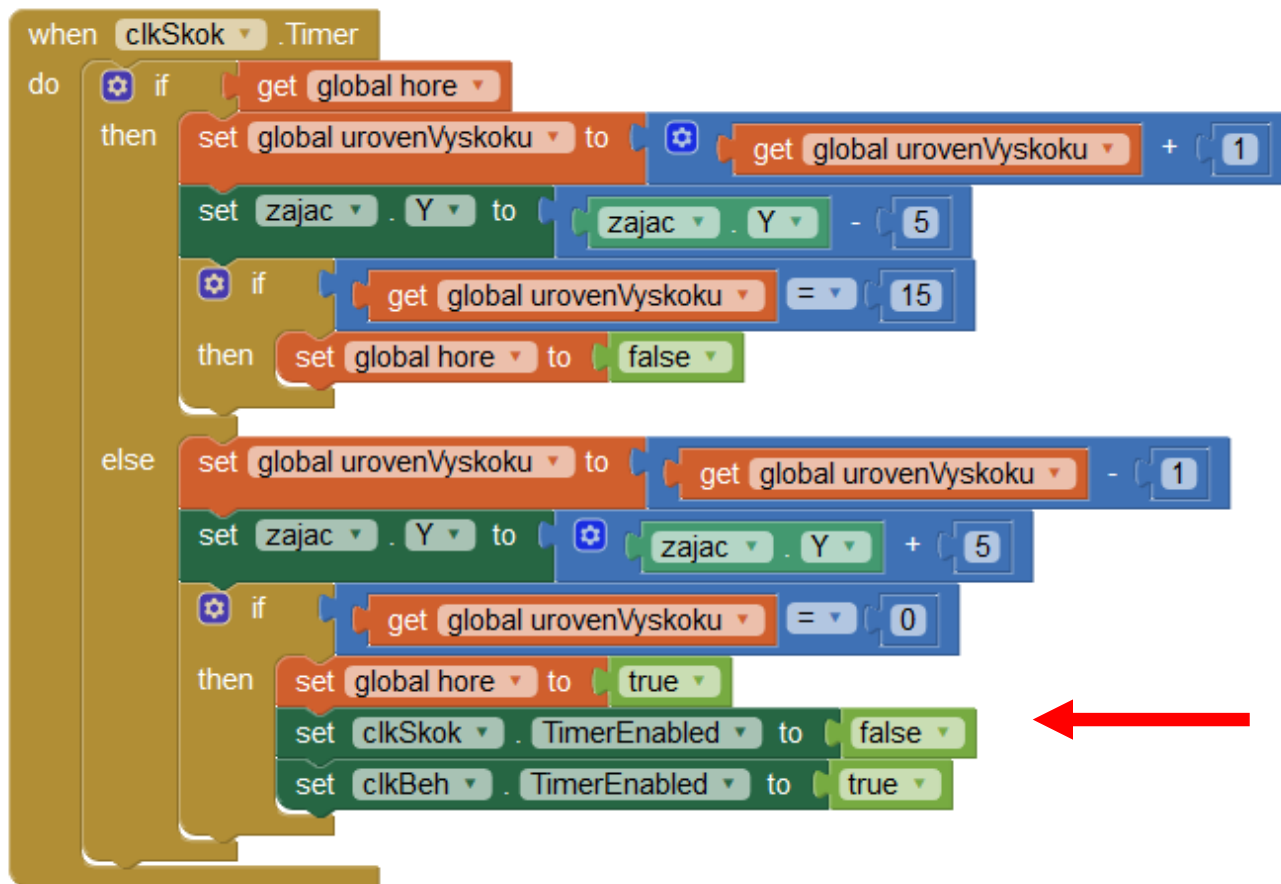 when clkSkok .Timer
do if get global hore
then set global urovenVyskoku to get global urovenVyskoku + 1
set zajac . Y to zajac . Y - 5
if get global urovenVyskoku = 15
then set global hore to false
else set global urovenVyskoku to get global urovenVyskoku - 1
set zajac . Y to zajac . Y + 5
if get global urovenVyskoku = 0
then set global hore to true
set clkSkok . TimerEnabled to false
set clkBeh . TimerEnabled to true